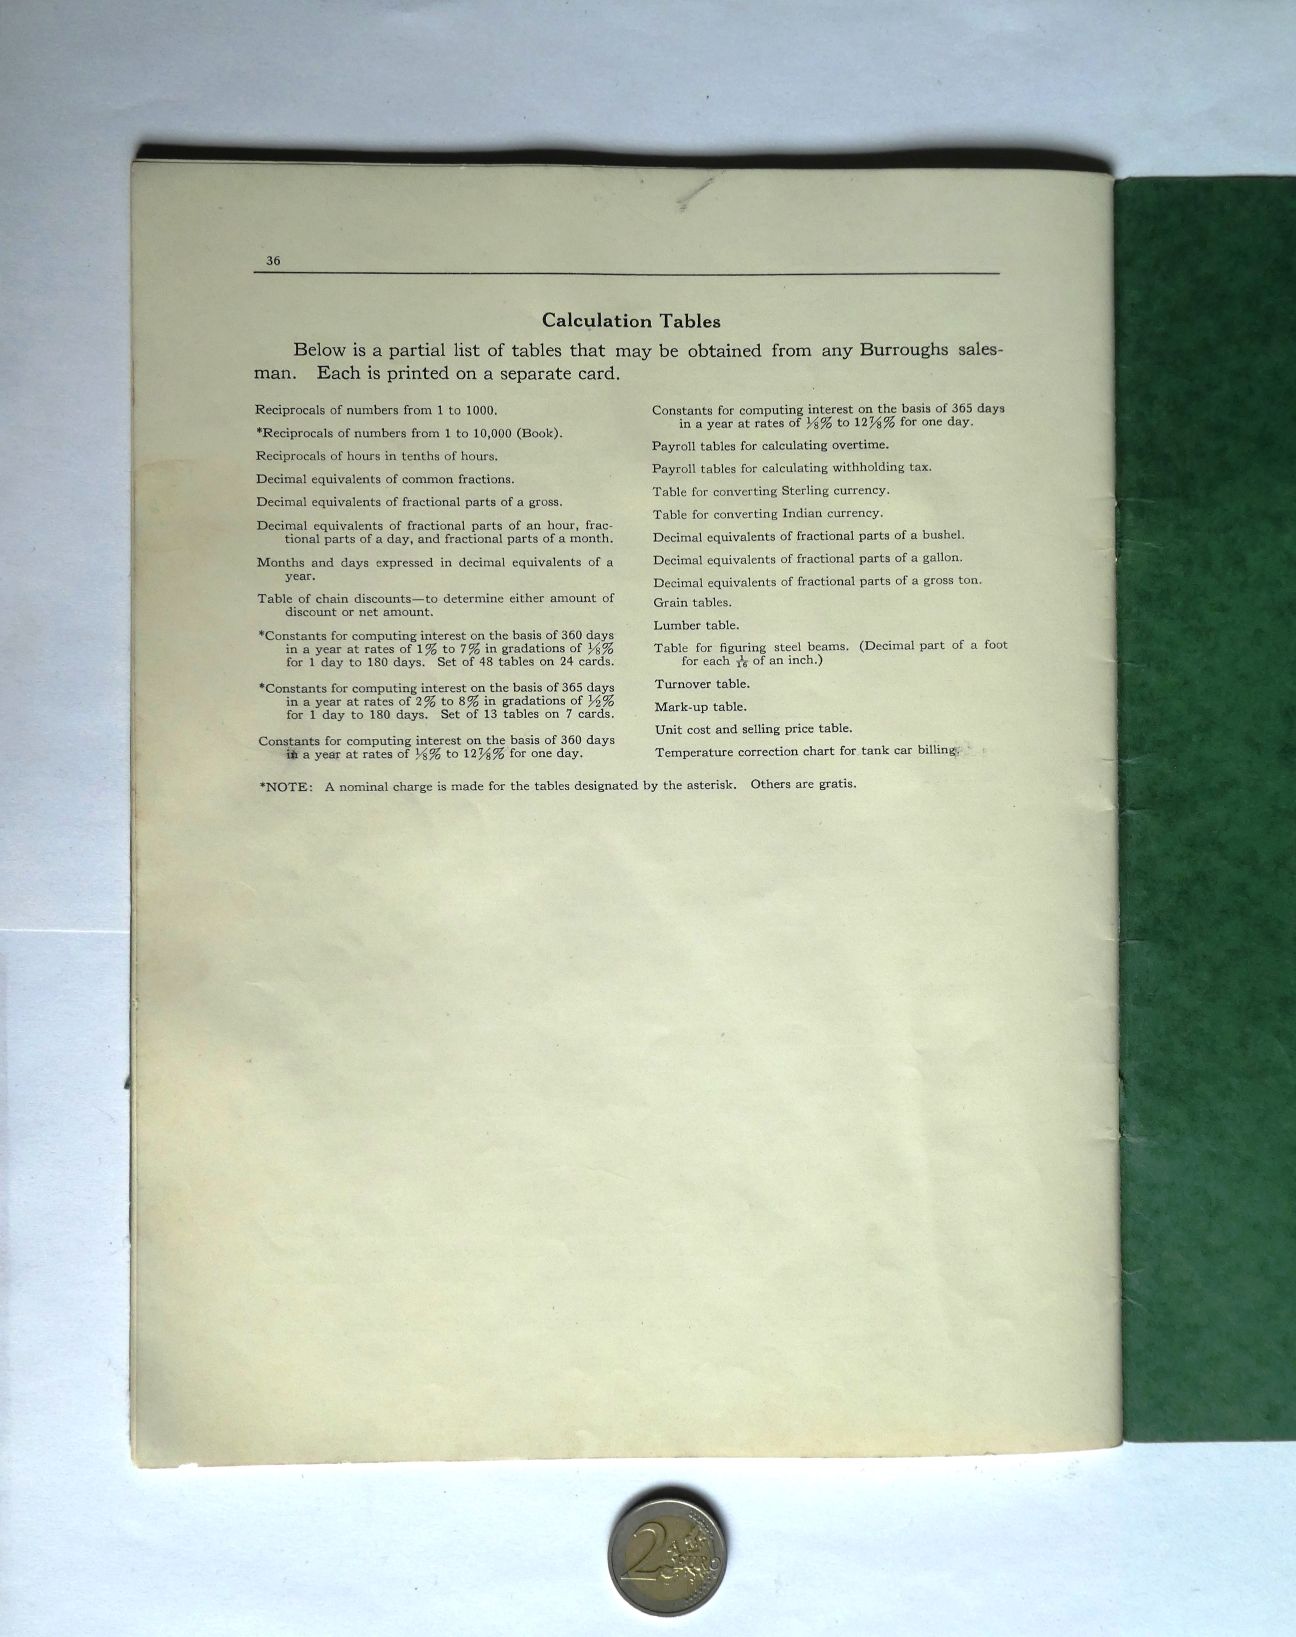 36
Calculation Tables
Below is a partial list of tables that may be obtained from any Burroughs sales-
man. Each is printed on a separate card.
Reciprocals of numbers from 1 to 1000.
*Reciprocals of numbers from 1 to 10,000 (Book).
Reciprocals of hours in tenths of hours.
Decimal equivalents of common fractions.
Decimal equivalents of fractional parts of a gross.
Decimal equivalents of fractional parts of an hour, frac-
tional parts of a day, and fractional parts of a month.
Months and days expressed in decimal equivalents of a
year.
Table of chain discounts—to determine either amount of
discount or net amount.
*Constants for computing interest on the basis of 360 days
in a year at rates of 1% to 7% in gradations of ⅛%
for 1 day to 180 days. Set of 48 tables on 24 cards.
*Constants for computing interest on the basis of 365 days
in a year at rates of 2% to 8% in gradations of ½%
for 1 day to 180 days. Set of 13 tables on 7 cards.
Constants for computing interest on the basis of 360 days
in a year at rates of ⅛% to 12⅞% for one day.
Constants for computing interest on the basis of 365 days
in a year at rates of ⅛% to 12⅞% for one day.
Payroll tables for calculating overtime.
Payroll tables for calculating withholding tax.
Table for converting Sterling currency.
Table for converting Indian currency.
Decimal equivalents of fractional parts of a bushel.
Decimal equivalents of fractional parts of a gallon.
Decimal equivalents of fractional parts of a gross ton.
Grain tables.
Lumber table.
Table for figuring steel beams. (Decimal part of a foot
for each 1/16 of an inch.)
Turnover table.
Mark-up table.
Unit cost and selling price table.
Temperature correction chart for tank car billing.
*NOTE: A nominal charge is made for the tables designated by the asterisk. Others are gratis.
2
EURO